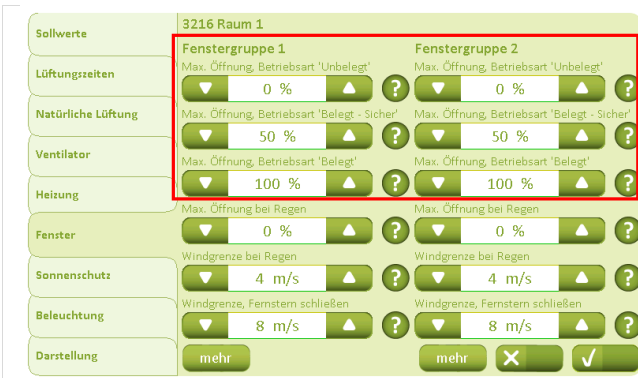 3216 Raum 1
Sollwerte
Lüftungszeiten
Natürliche Lüftung
Ventilator
Heizung
Fenster
Sonnenschutz
Beleuchtung
Darstellung
Fenstergruppe 1
Max. Öffnung, Betriebsart 'Unbelegt'
0 %
?
Max. Öffnung, Betriebsart 'Belegt - Sicher'
50 %
?
Max. Öffnung, Betriebsart 'Belegt'
100 %
?
Max. Öffnung bei Regen
0 %
?
Windgrenze bei Regen
4 m/s
?
Windgrenze, Fernstern schließen
8 m/s
?
mehr
Fenstergruppe 2
Max. Öffnung, Betriebsart 'Unbelegt'
0 %
?
Max. Öffnung, Betriebsart 'Belegt - Sicher'
50 %
?
Max. Öffnung, Betriebsart 'Belegt'
100 %
?
Max. Öffnung bei Regen
0 %
?
Windgrenze bei Regen
4 m/s
?
Windgrenze, Fernstern schließen
8 m/s
?
mehr